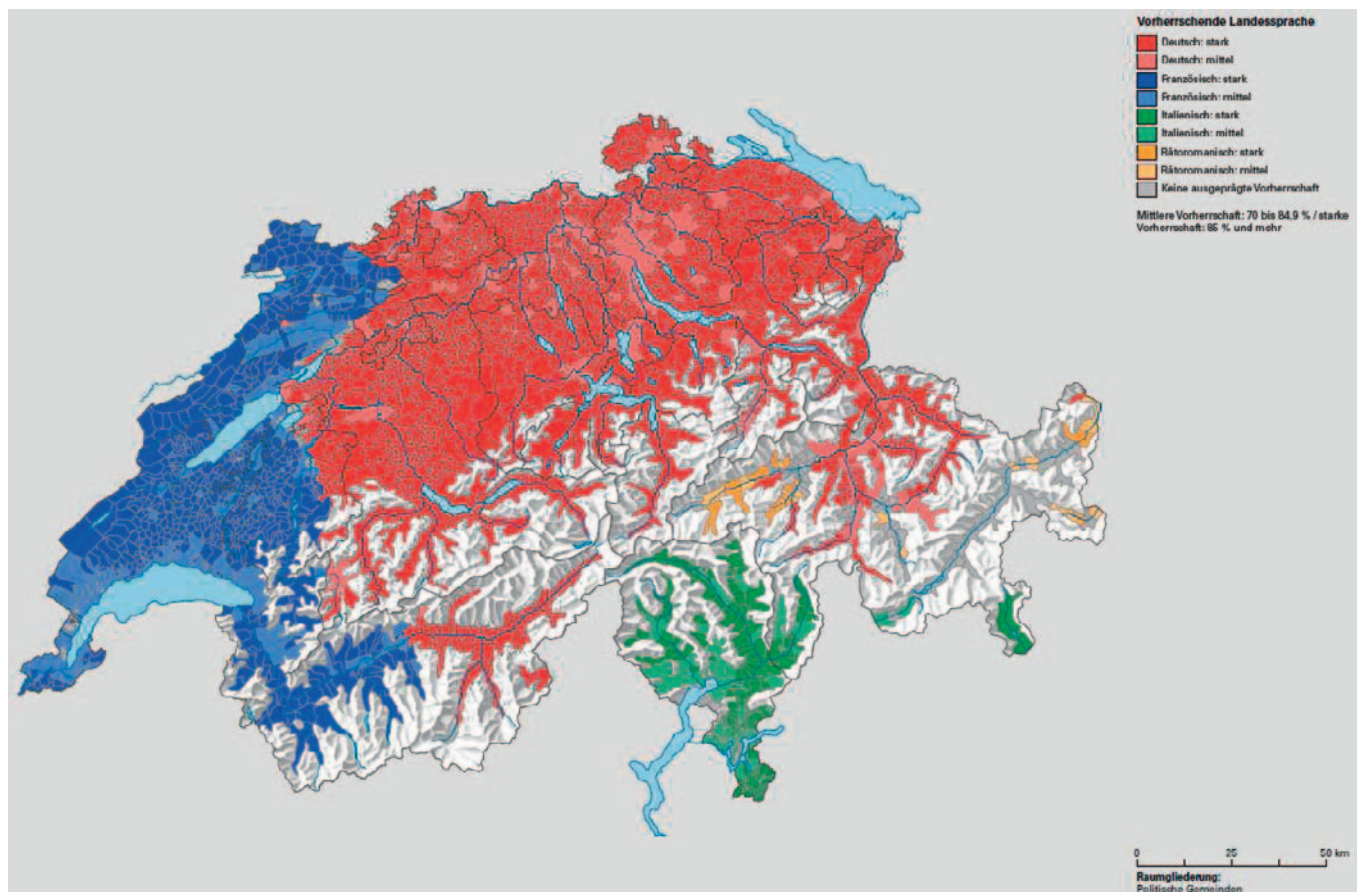 Vorherrschende Landessprache
Deutsch: stark
Deutsch: mittel
Französisch: stark
Französisch: mittel
Italienisch: stark
Italienisch: mittel
Rätoromanisch: stark
Rätoromanisch: mittel
Keine ausgeprägte Vorherrschaft
Mittlere Vorherrschaft: 70 bis 84,9 % / starke
Vorherrschaft: 85 % und mehr
0 25 50 km
Raumgliederung:
Politische Gemeinden